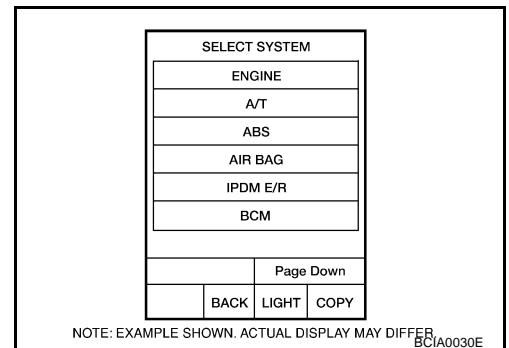 SELECT SYSTEM
ENGINE
A/T
ABS
AIR BAG
IPDM E/R
BCM
Page Down
BACK LIGHT COPY
NOTE: EXAMPLE SHOWN. ACTUAL DISPLAY MAY DIFFER.
BCIA0030E